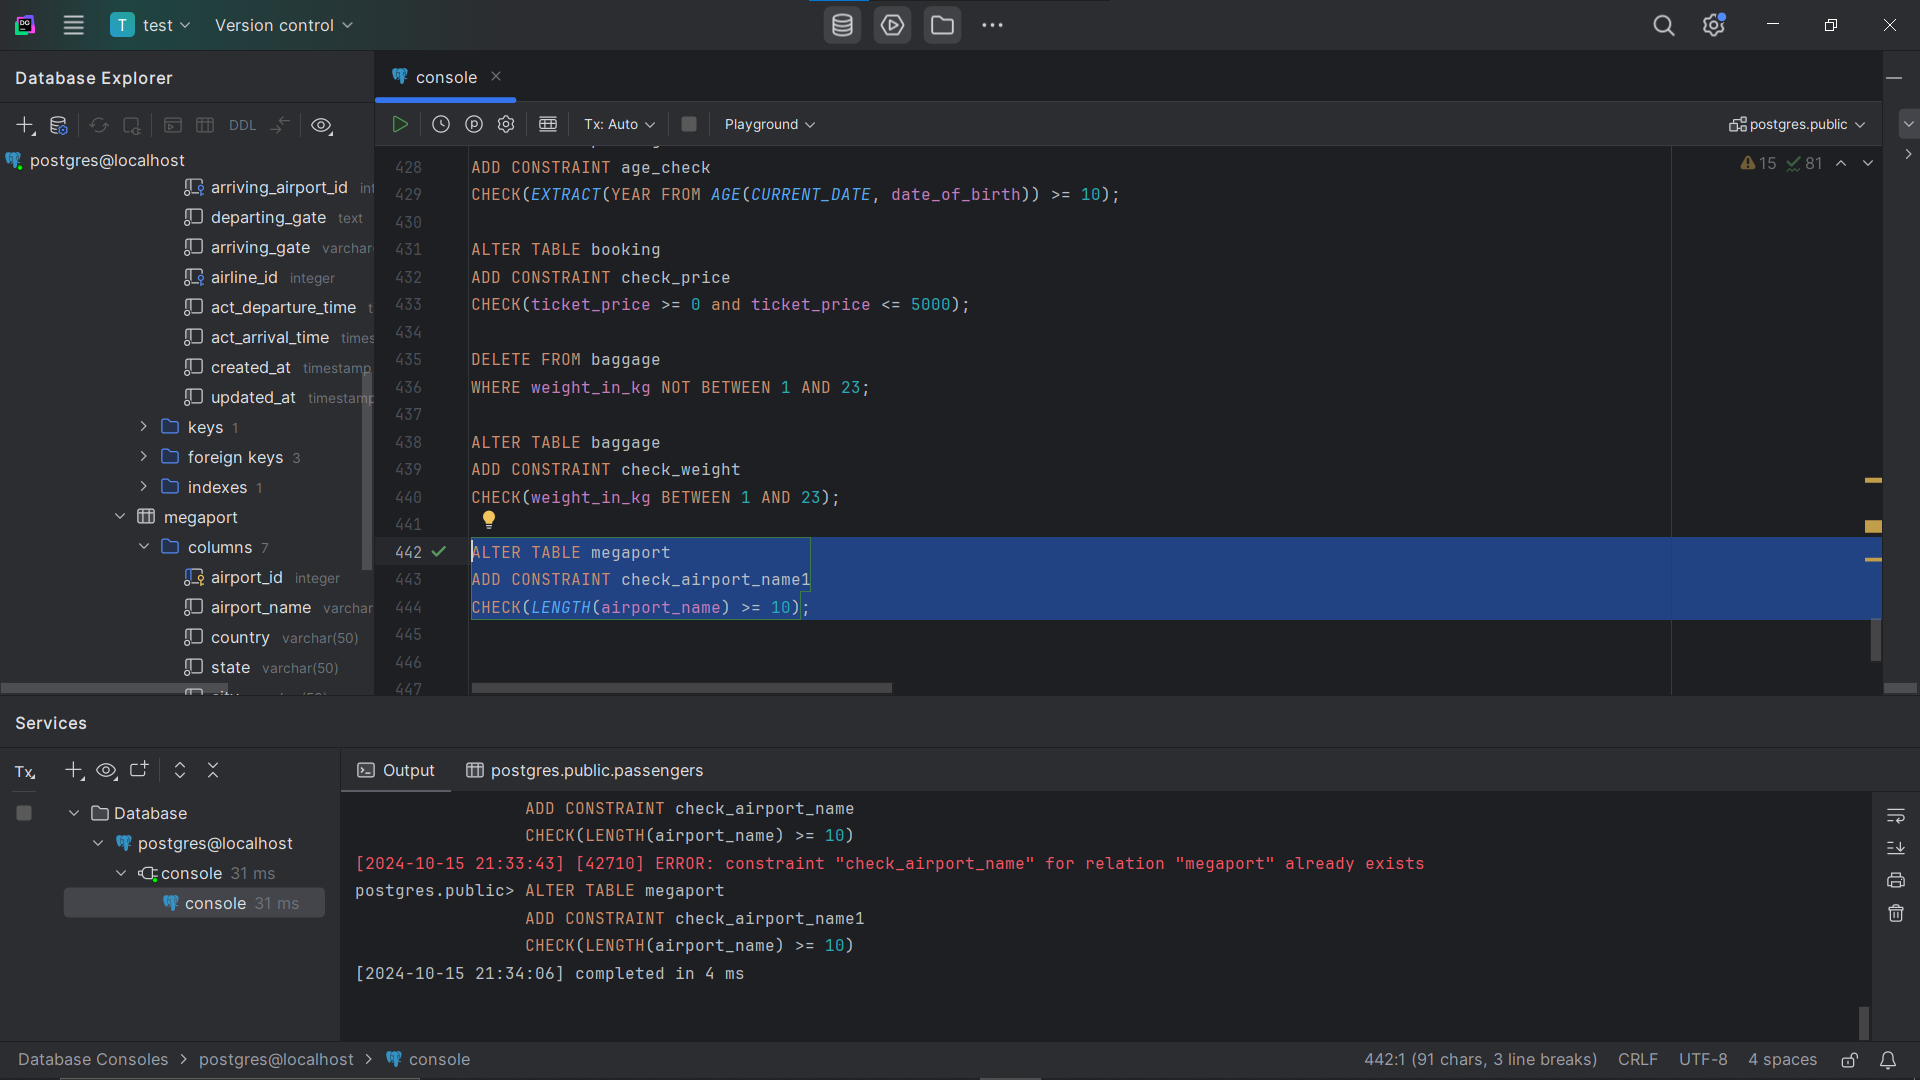 T test Version control
Database Explorer
console
DDL
Tx: Auto
Playground
postgres.public
postgres@localhost
arriving_airport_id int
departing_gate text
arriving_gate varchar
airline_id integer
act_departure_time
act_arrival_time times
created_at timestamp
updated_at timestamp
keys 1
foreign keys 3
indexes 1
megaport
columns 7
airport_id integer
airport_name varchar
country varchar(50)
state varchar(50)
15 81
428 ADD CONSTRAINT age_check
429 CHECK(EXTRACT(YEAR FROM AGE(CURRENT_DATE, date_of_birth)) >= 10);
430
431 ALTER TABLE booking
432 ADD CONSTRAINT check_price
433 CHECK(ticket_price >= 0 and ticket_price <= 5000);
434
435 DELETE FROM baggage
436 WHERE weight_in_kg NOT BETWEEN 1 AND 23;
437
438 ALTER TABLE baggage
439 ADD CONSTRAINT check_weight
440 CHECK(weight_in_kg BETWEEN 1 AND 23);
441
442 ALTER TABLE megaport
443 ADD CONSTRAINT check_airport_name1
444 CHECK(LENGTH(airport_name) >= 10);
445
446
447
Services
Tx
Database
postgres@localhost
console 31 ms
console 31 ms
Output
postgres.public.passengers
ADD CONSTRAINT check_airport_name
CHECK(LENGTH(airport_name) >= 10)
[2024-10-15 21:33:43] [42710] ERROR: constraint "check_airport_name" for relation "megaport" already exists
postgres.public> ALTER TABLE megaport
ADD CONSTRAINT check_airport_name1
CHECK(LENGTH(airport_name) >= 10)
[2024-10-15 21:34:06] completed in 4 ms
Database Consoles > postgres@localhost > console
442:1 (91 chars, 3 line breaks) CRLF UTF-8 4 spaces